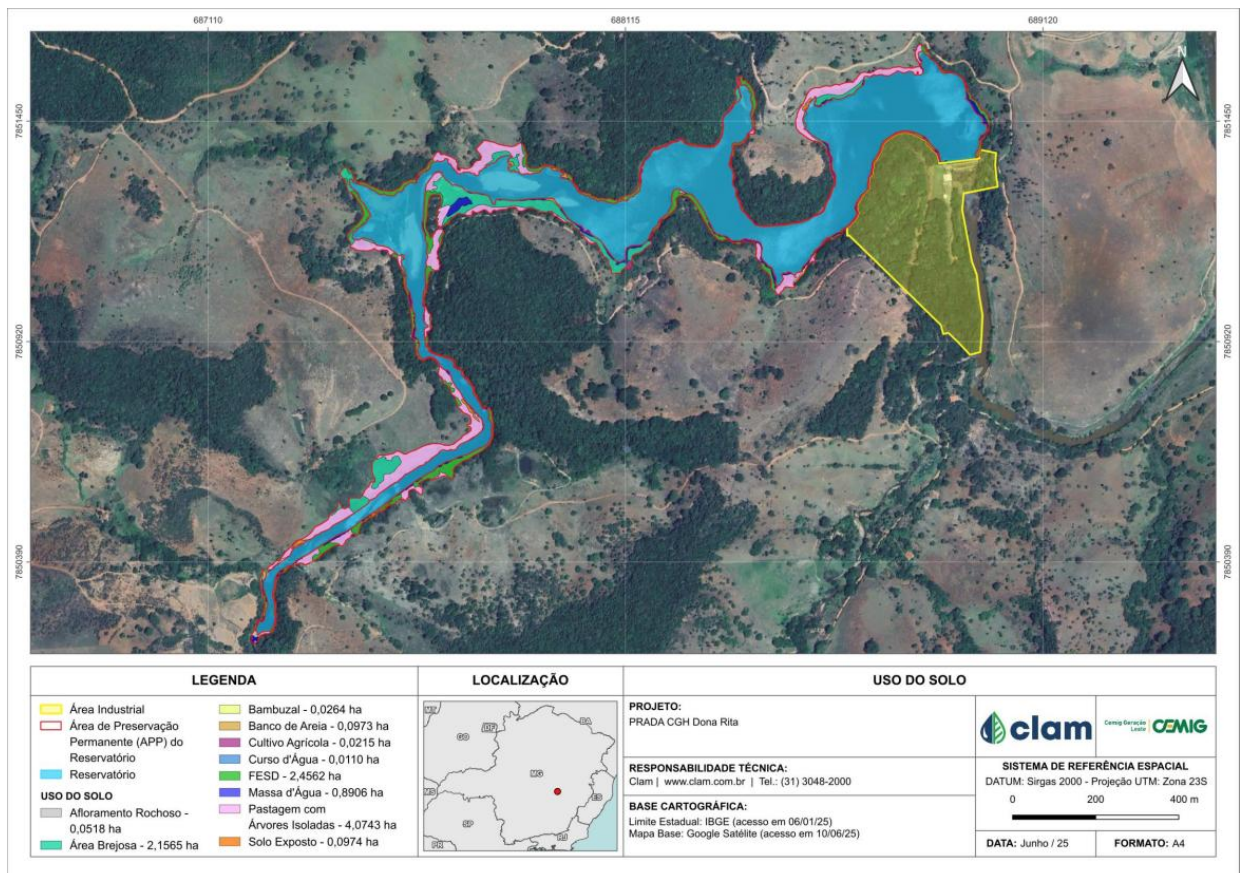 687110
688115
689120
7851450
7851450
7850920
7850920
7850390
7850390
N
LEGENDA
Área Industrial
Área de Preservação
Permanente (APP) do
Reservatório
Reservatório
USO DO SOLO
Afloramento Rochoso -
0,0518 ha
Área Brejosa - 2,1565 ha
Bambuzal - 0,0264 ha
Banco de Areia - 0,0973 ha
Cultivo Agrícola - 0,0215 ha
Curso d'Água - 0,0110 ha
FESD - 2,4562 ha
Massa d'Água - 0,8906 ha
Pastagem com
Árvores Isoladas - 4,0743 ha
Solo Exposto - 0,0974 ha
LOCALIZAÇÃO
MT
GO
DF
BA
MG
MS
ES
SP
RJ
PR
USO DO SOLO
PROJETO:
PRADA CGH Dona Rita
RESPONSABILIDADE TÉCNICA:
Clam | www.clam.com.br | Tel.: (31) 3048-2000
BASE CARTOGRÁFICA:
Limite Estadual: IBGE (acesso em 06/01/25)
Mapa Base: Google Satélite (acesso em 10/06/25)
clam
Cemig Geração
Leste
CEMIG
SISTEMA DE REFERÊNCIA ESPACIAL
DATUM: Sirgas 2000 - Projeção UTM: Zona 23S
0 200 400 m
DATA: Junho / 25
FORMATO: A4